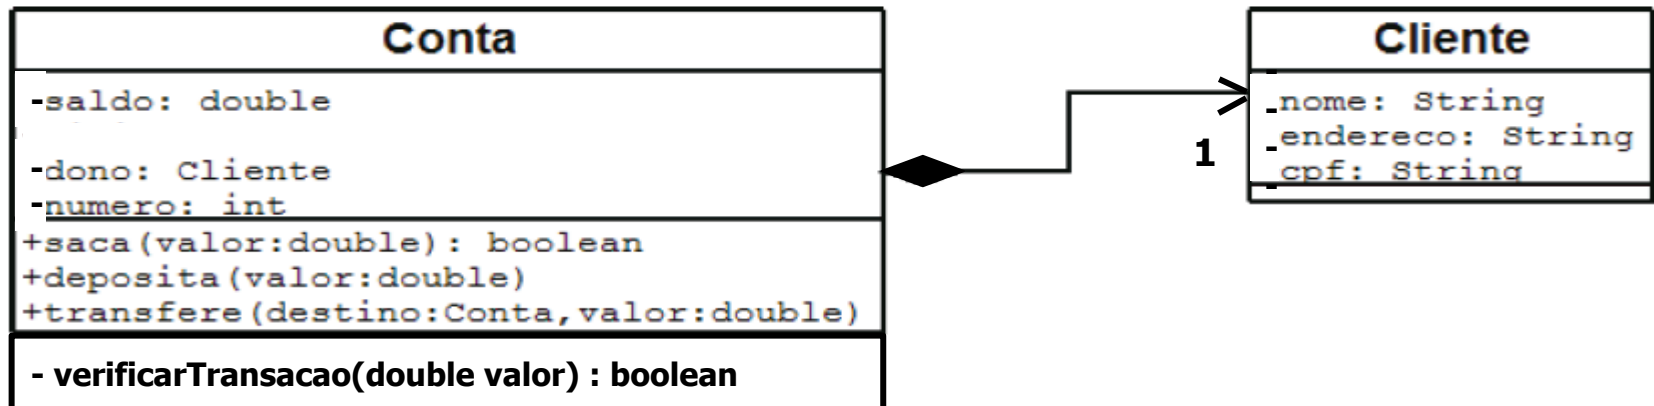 Conta
-saldo: double
-dono: Cliente
-numero: int
+saca(valor:double): boolean
+deposita(valor:double)
+transfere(destino:Conta,valor:double)
- verificarTransacao(double valor) : boolean
1
Cliente
-nome: String
-endereco: String
-cpf: String